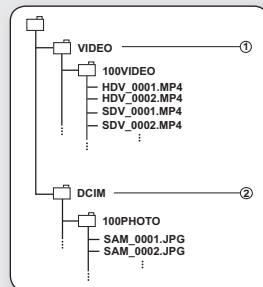 VIDEO ①
100VIDEO
HDV_0001.MP4
HDV_0002.MP4
SDV_0001.MP4
SDV_0002.MP4
DCIM ②
100PHOTO
SAM_0001.JPG
SAM_0002.JPG